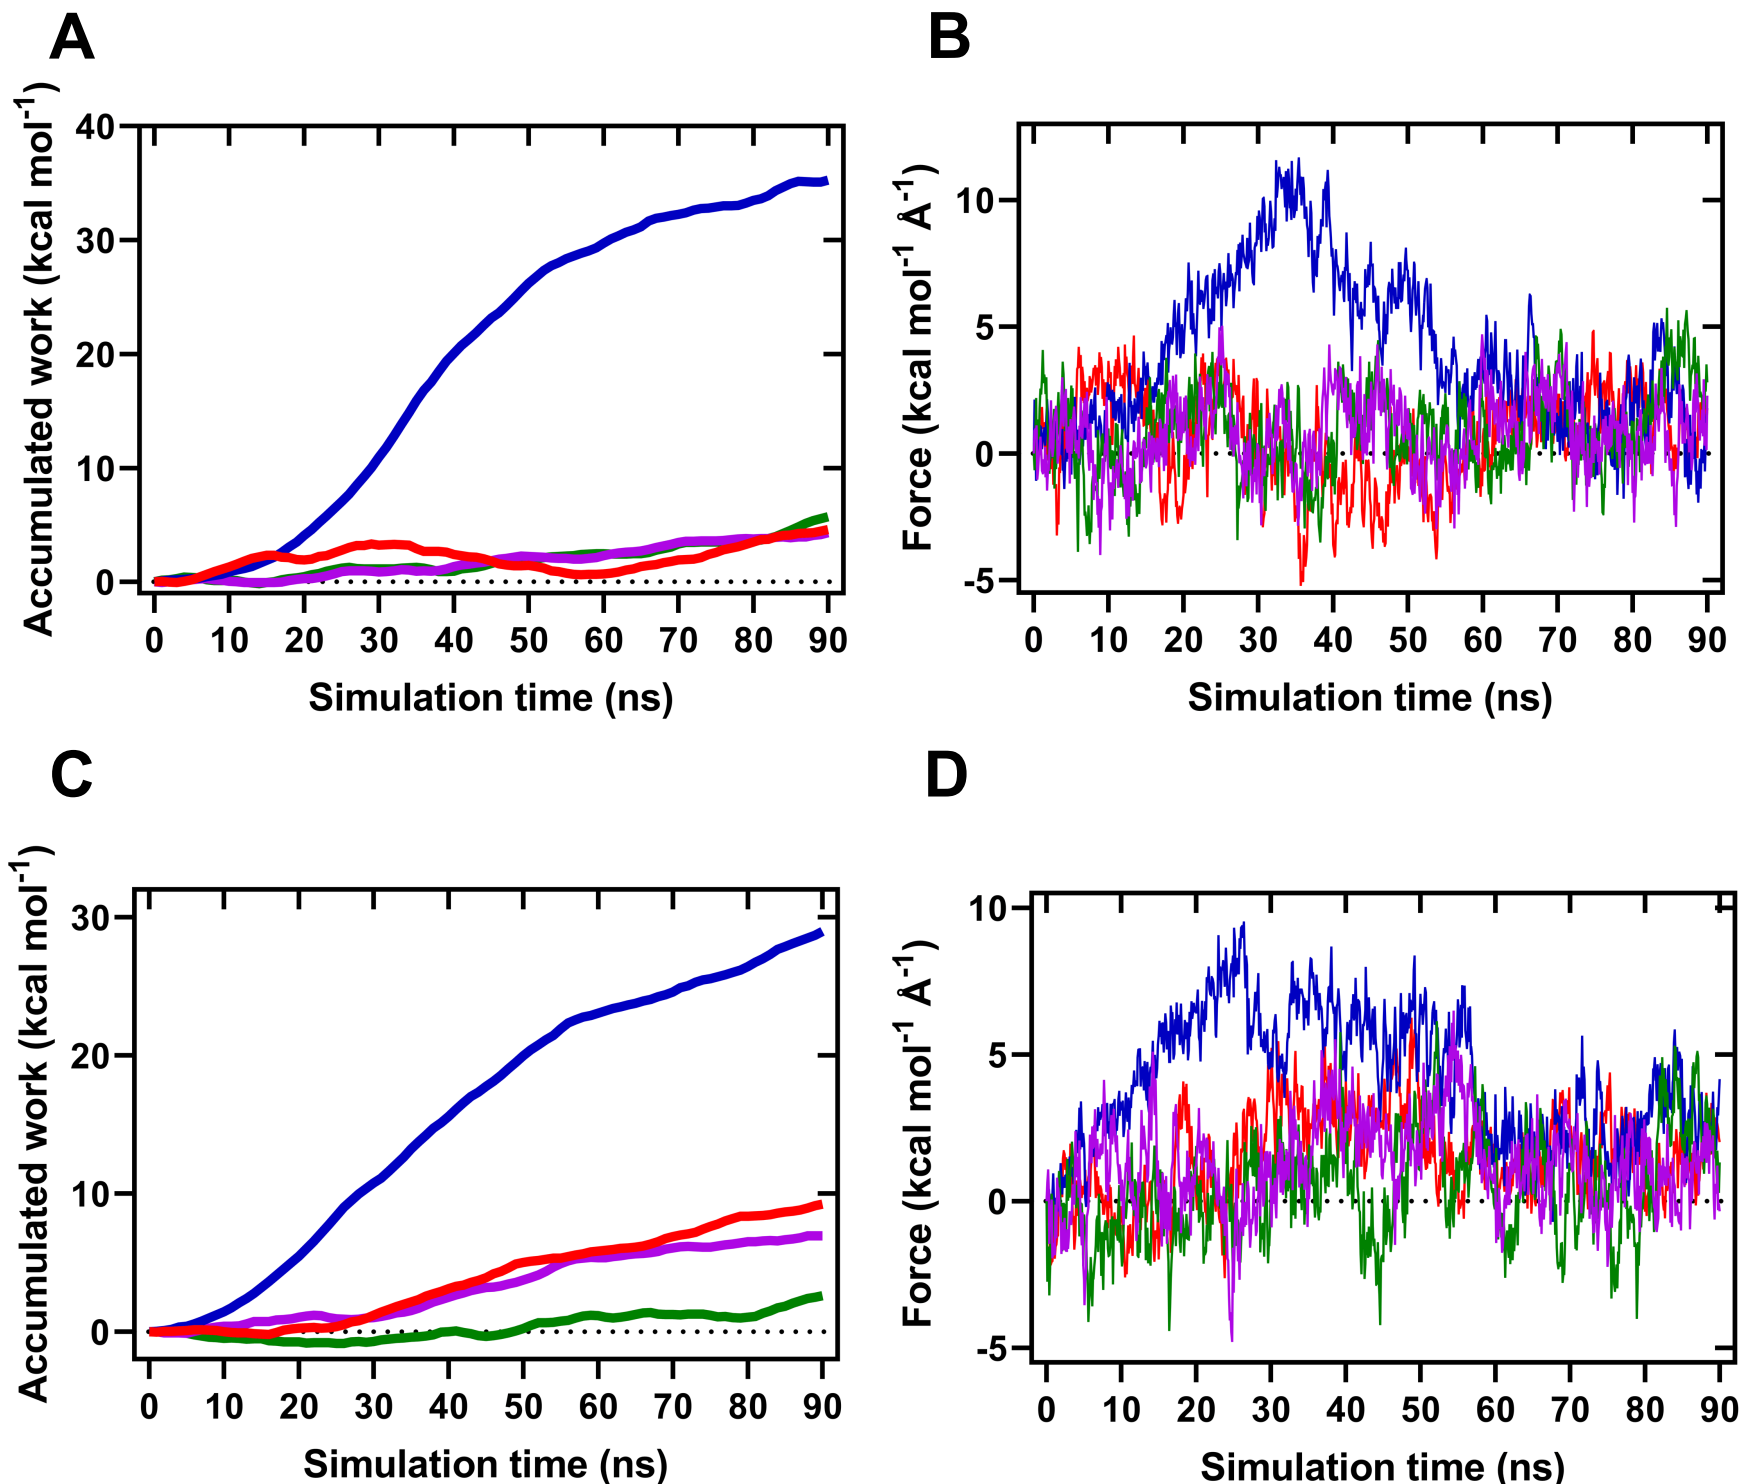 A
B
Accumulated work (kcal mol-1)
40
30
20
10
0
0 10 20 30 40 50 60 70 80 90
Simulation time (ns)
Force (kcal mol-1 Å-1)
10
5
0
-5
0 10 20 30 40 50 60 70 80 90
Simulation time (ns)
C
D
Accumulated work (kcal mol-1)
30
20
10
0
0 10 20 30 40 50 60 70 80 90
Simulation time (ns)
Force (kcal mol-1 Å-1)
10
5
0
-5
0 10 20 30 40 50 60 70 80 90
Simulation time (ns)